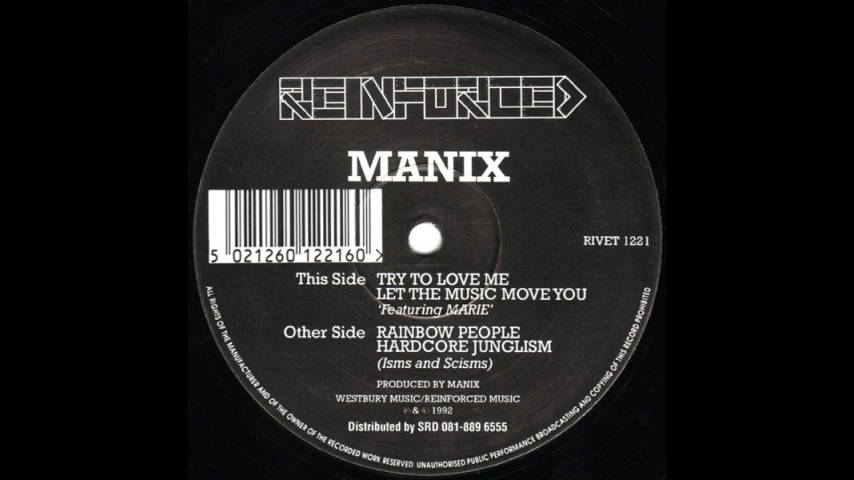 REINFORCED
MANIX
RIVET 1221
5 021260 122160 >
This Side TRY TO LOVE ME
LET THE MUSIC MOVE YOU
'Featuring MARIE'
Other Side RAINBOW PEOPLE
HARDCORE JUNGLISM
(Isms and Scisms)
PRODUCED BY MANIX
WESTBURY MUSIC/REINFORCED MUSIC
℗ & © 1992
Distributed by SRD 081-889 6555
ALL RIGHTS OF THE MANUFACTURER AND OF THE OWNER OF THE RECORDED WORK RESERVED. UNAUTHORISED PUBLIC PERFORMANCE BROADCASTING AND COPYING OF THIS RECORD PROHIBITED